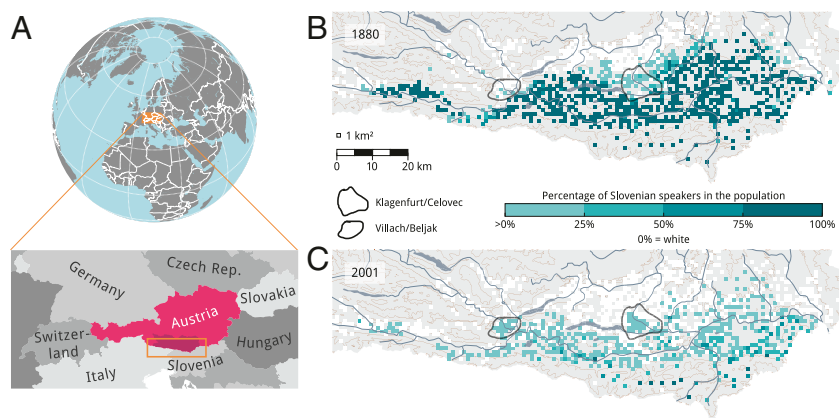 A
B
1880
1 km²
0 5 10 20 km
Klagenfurt/Celovec
Villach/Beljak
Percentage of Slovenian speakers in the population
>0% 25% 50% 75% 100%
0% = white
C
2001
Germany
Czech Rep.
Slovakia
Austria
Switzer-
land
Hungary
Italy
Slovenia